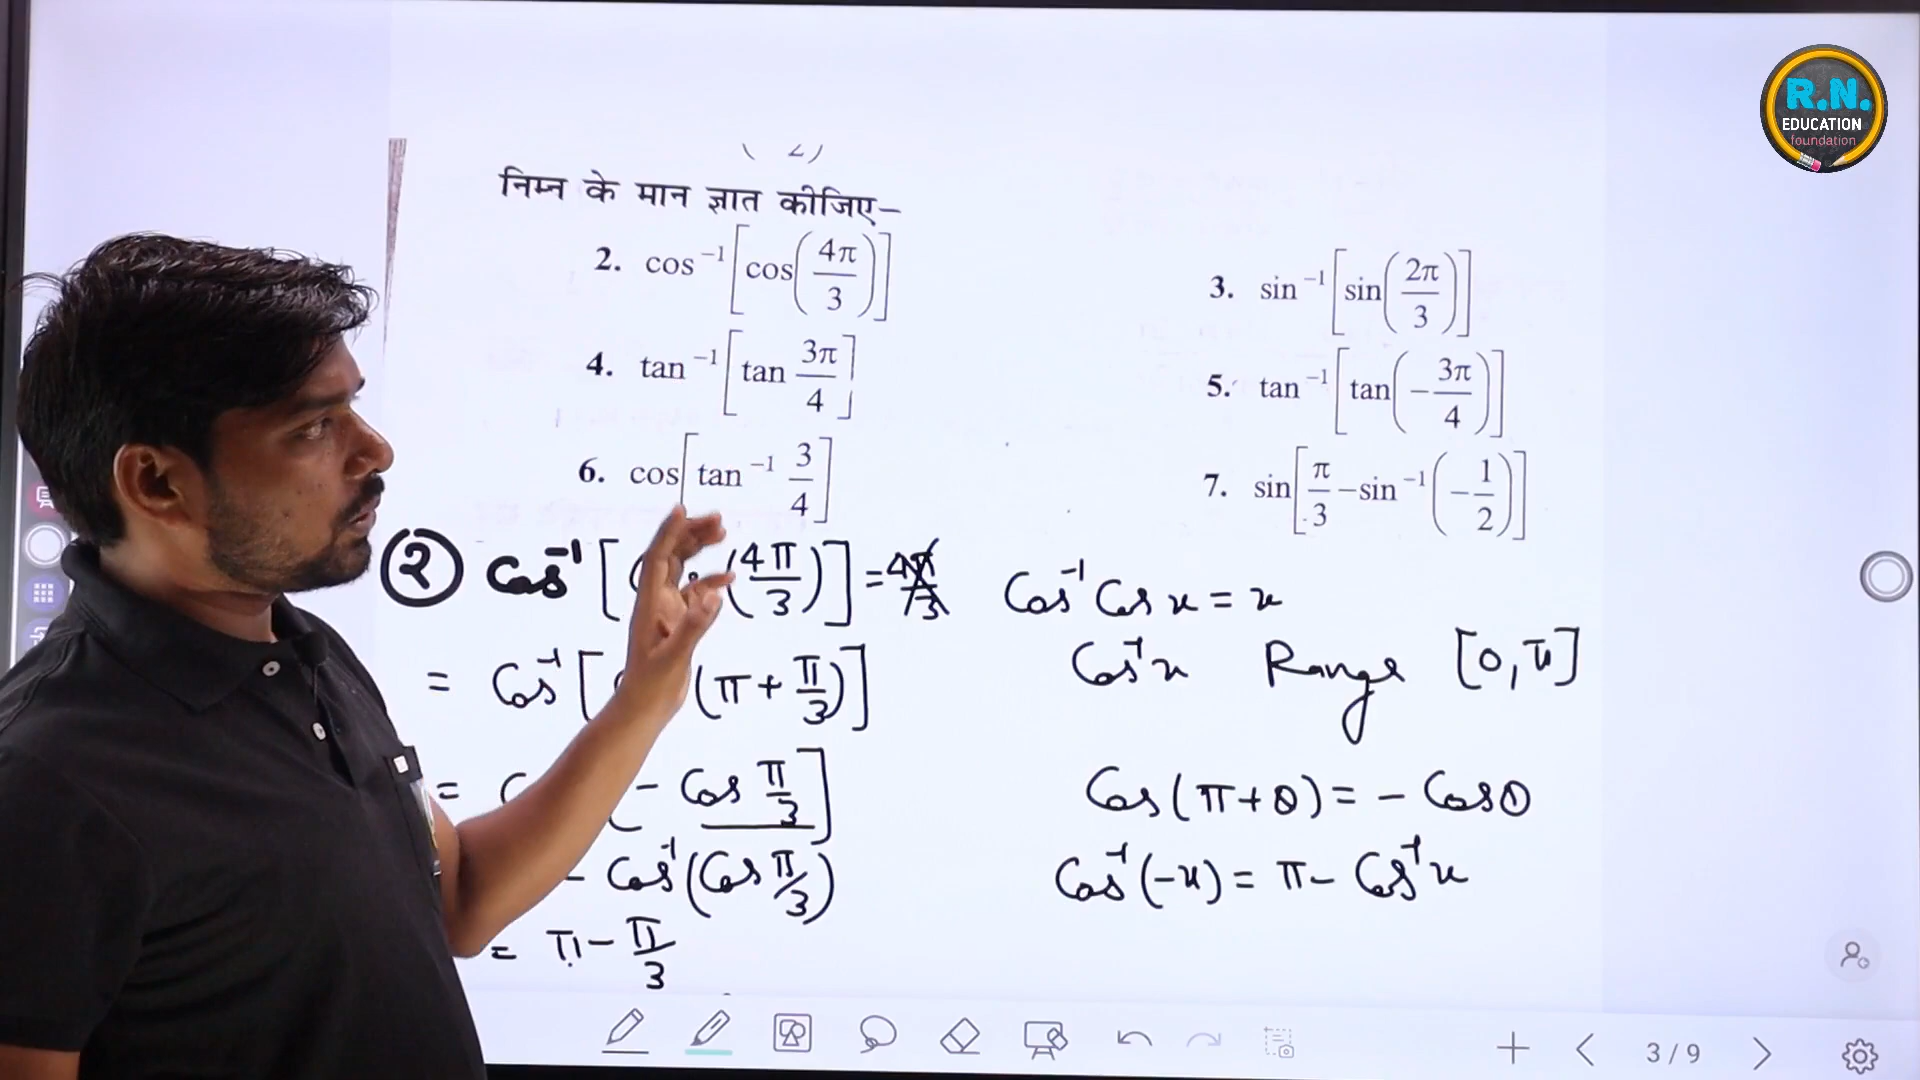 R.N.
EDUCATION
foundation
निम्न के मान ज्ञात कीजिए–
2. cos⁻¹[cos(4π/3)]
3. sin⁻¹[sin(2π/3)]
4. tan⁻¹[tan 3π/4]
5. tan⁻¹[tan(−3π/4)]
6. cos[tan⁻¹ 3/4]
7. sin[π/3 −sin⁻¹(−1/2)]
② Cos⁻¹[ (4π/3)] = 4π/3
Cos⁻¹ Cos x = x
= Cos⁻¹[ (π + π/3)]
Cos⁻¹x Range [0, π]
= − Cos π/3]
Cos(π+θ) = − Cosθ
− Cos⁻¹(Cos π/3)
Cos⁻¹(−x) = π − Cos⁻¹x
= π − π/3
3 / 9